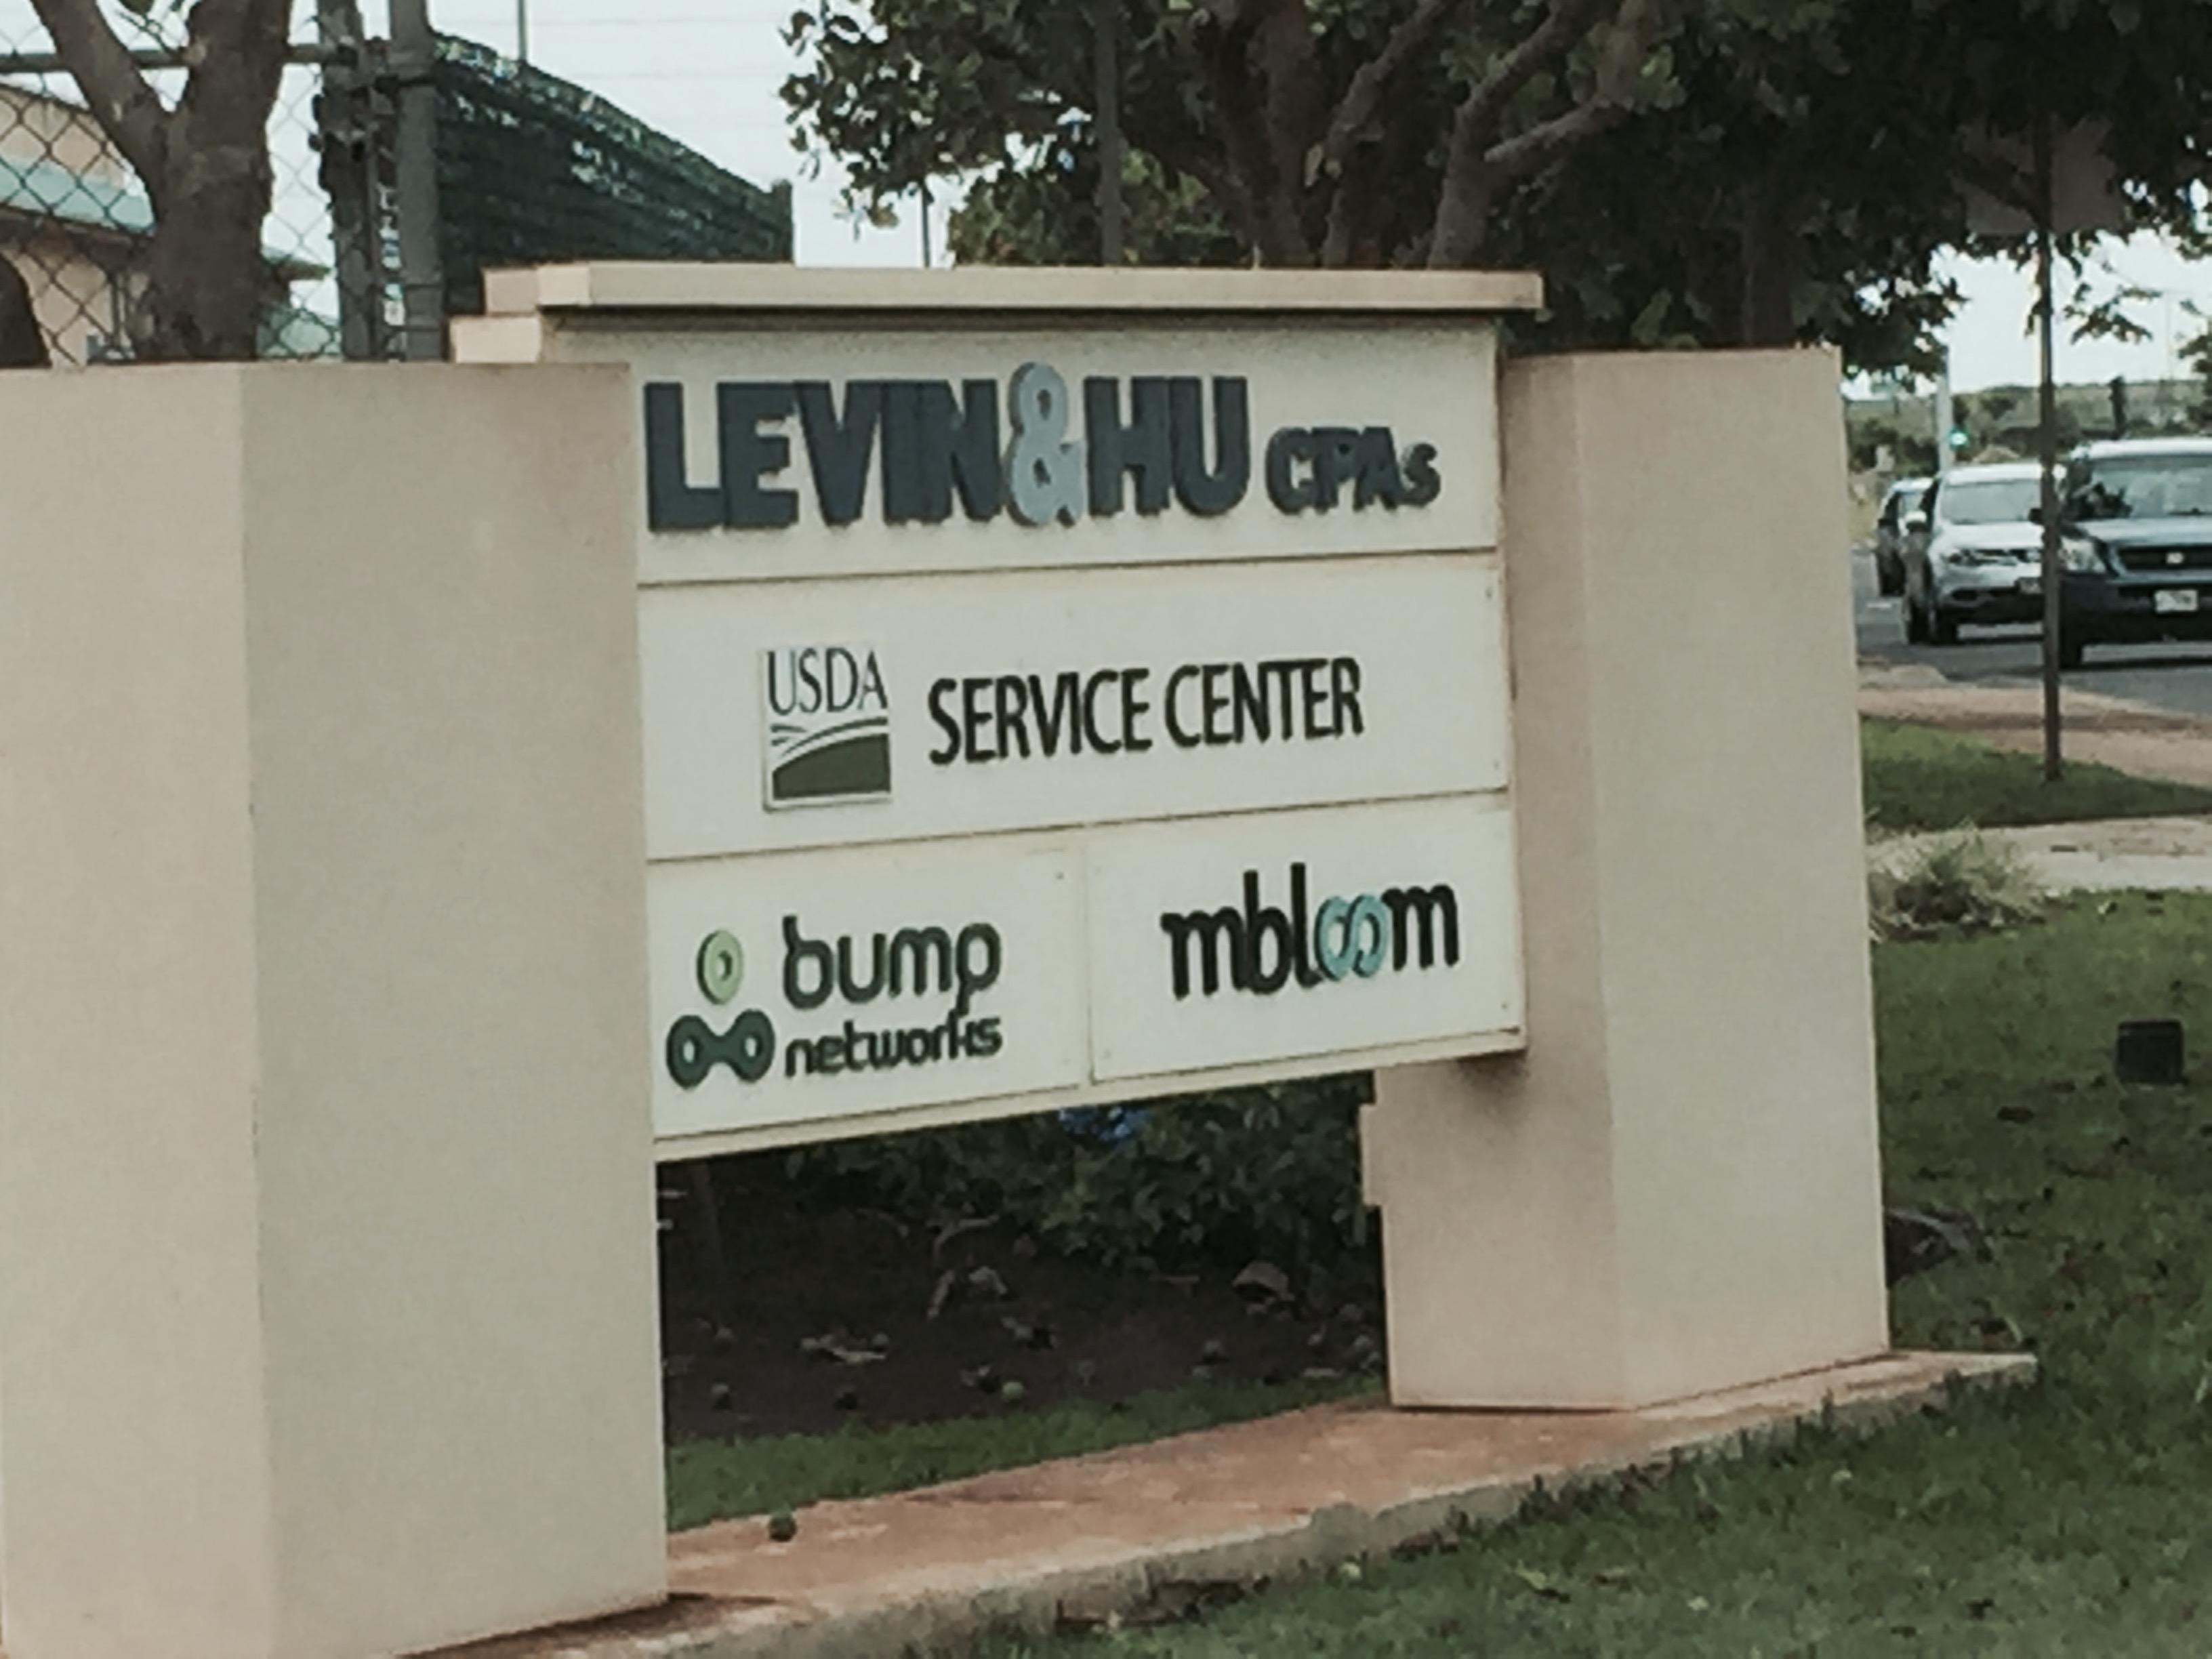 LEVIN&HU CPAs
USDA SERVICE CENTER
bump
networks
mbloom